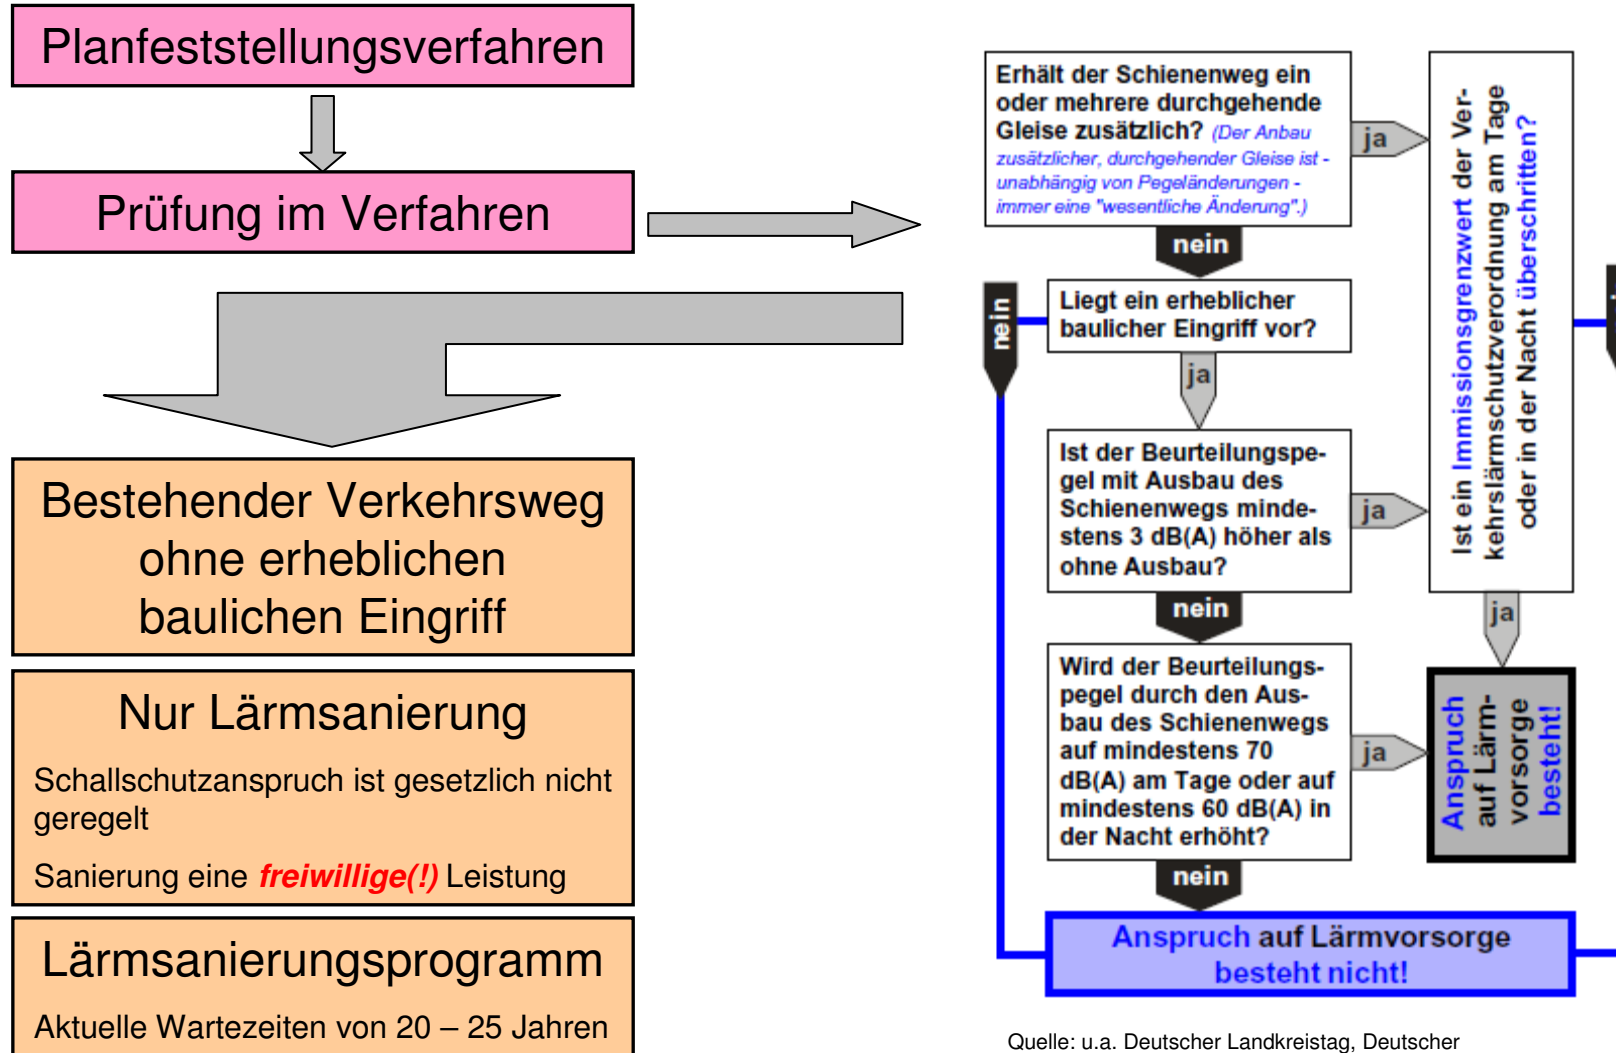 Planfeststellungsverfahren
Prüfung im Verfahren
Bestehender Verkehrsweg
ohne erheblichen
baulichen Eingriff
Nur Lärmsanierung
Schallschutzanspruch ist gesetzlich nicht
geregelt
Sanierung eine freiwillige(!) Leistung
Lärmsanierungsprogramm
Aktuelle Wartezeiten von 20 – 25 Jahren
Erhält der Schienenweg ein
oder mehrere durchgehende
Gleise zusätzlich? (Der Anbau
zusätzlicher, durchgehender Gleise ist -
unabhängig von Pegeländerungen -
immer eine "wesentliche Änderung".)
ja
nein
Liegt ein erheblicher
baulicher Eingriff vor?
nein
ja
Ist der Beurteilungspe-
gel mit Ausbau des
Schienenwegs minde-
stens 3 dB(A) höher als
ohne Ausbau?
ja
nein
Wird der Beurteilungs-
pegel durch den Aus-
bau des Schienenwegs
auf mindestens 70
dB(A) am Tage oder auf
mindestens 60 dB(A) in
der Nacht erhöht?
ja
nein
Ist ein Immissionsgrenzwert der Ver-
kehrslärmschutzverordnung am Tage
oder in der Nacht überschritten?
ja
Anspruch
auf Lärm-
vorsorge
besteht!
Anspruch auf Lärmvorsorge
besteht nicht!
Quelle: u.a. Deutscher Landkreistag, Deutscher